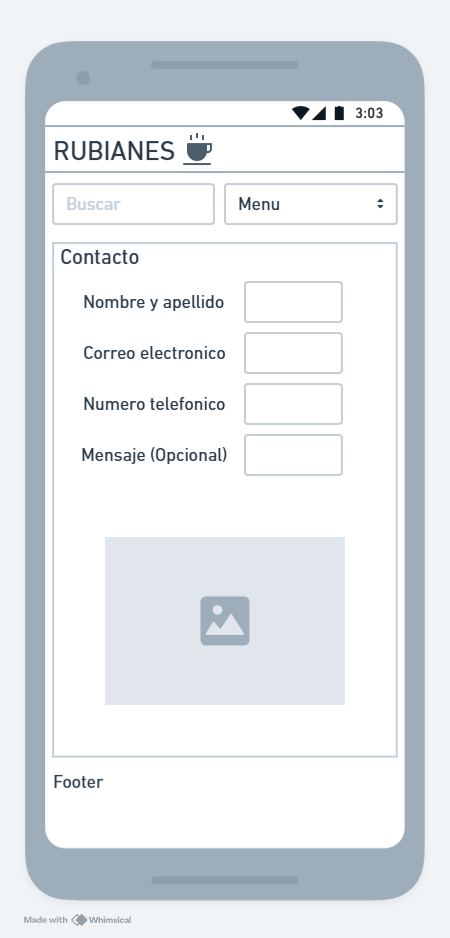 3:03
RUBIANES
Buscar
Menu
Contacto
Nombre y apellido
Correo electronico
Numero telefonico
Mensaje (Opcional)
Footer
Made with Whimsical